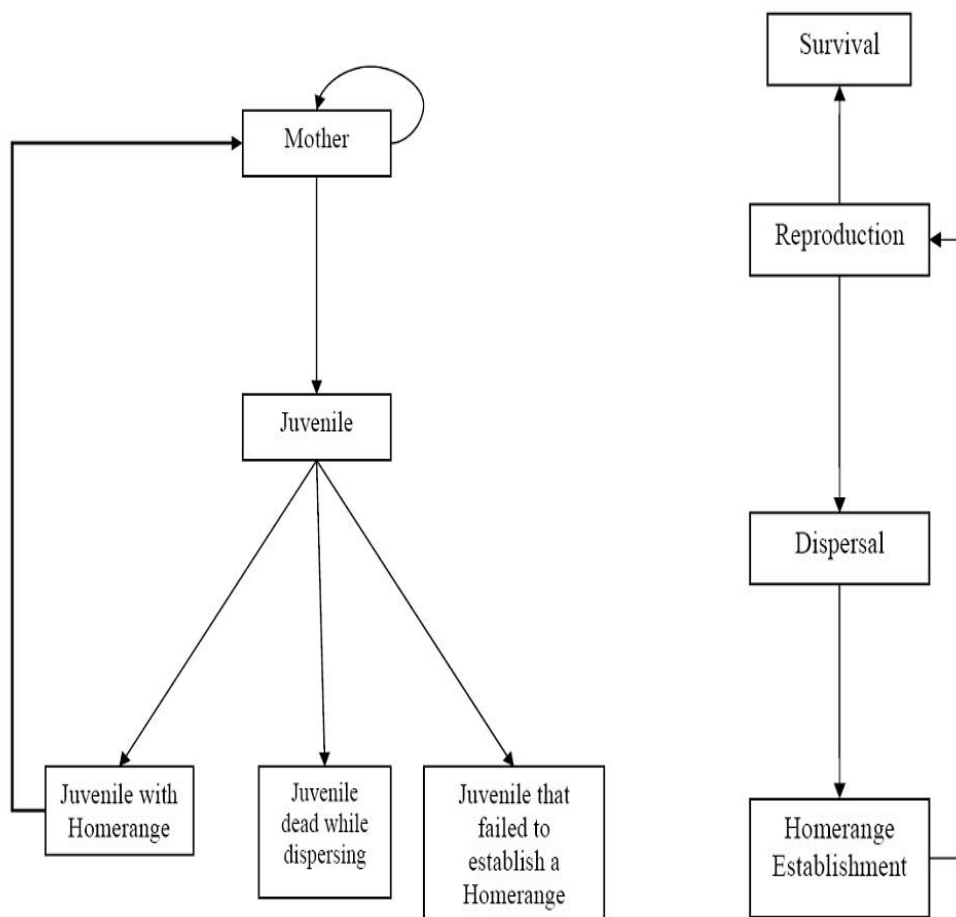 Survival
Mother
Reproduction
Juvenile
Dispersal
Juvenile with
Homerange
Juvenile
dead while
dispersing
Juvenile that
failed to
establish a
Homerange
Homerange
Establishment